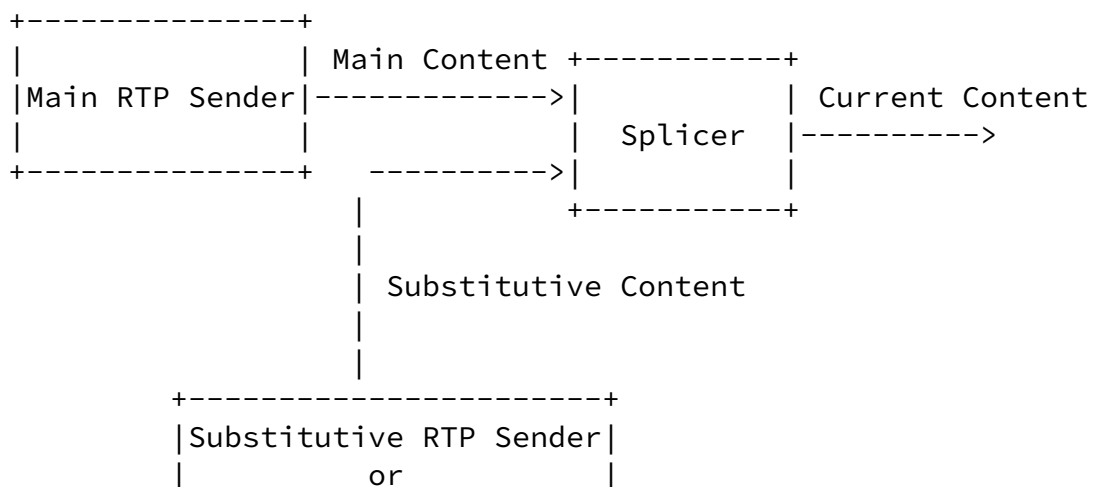 Main Content
Main RTP Sender
Current Content
Splicer
Substitutive Content
Substitutive RTP Sender
or